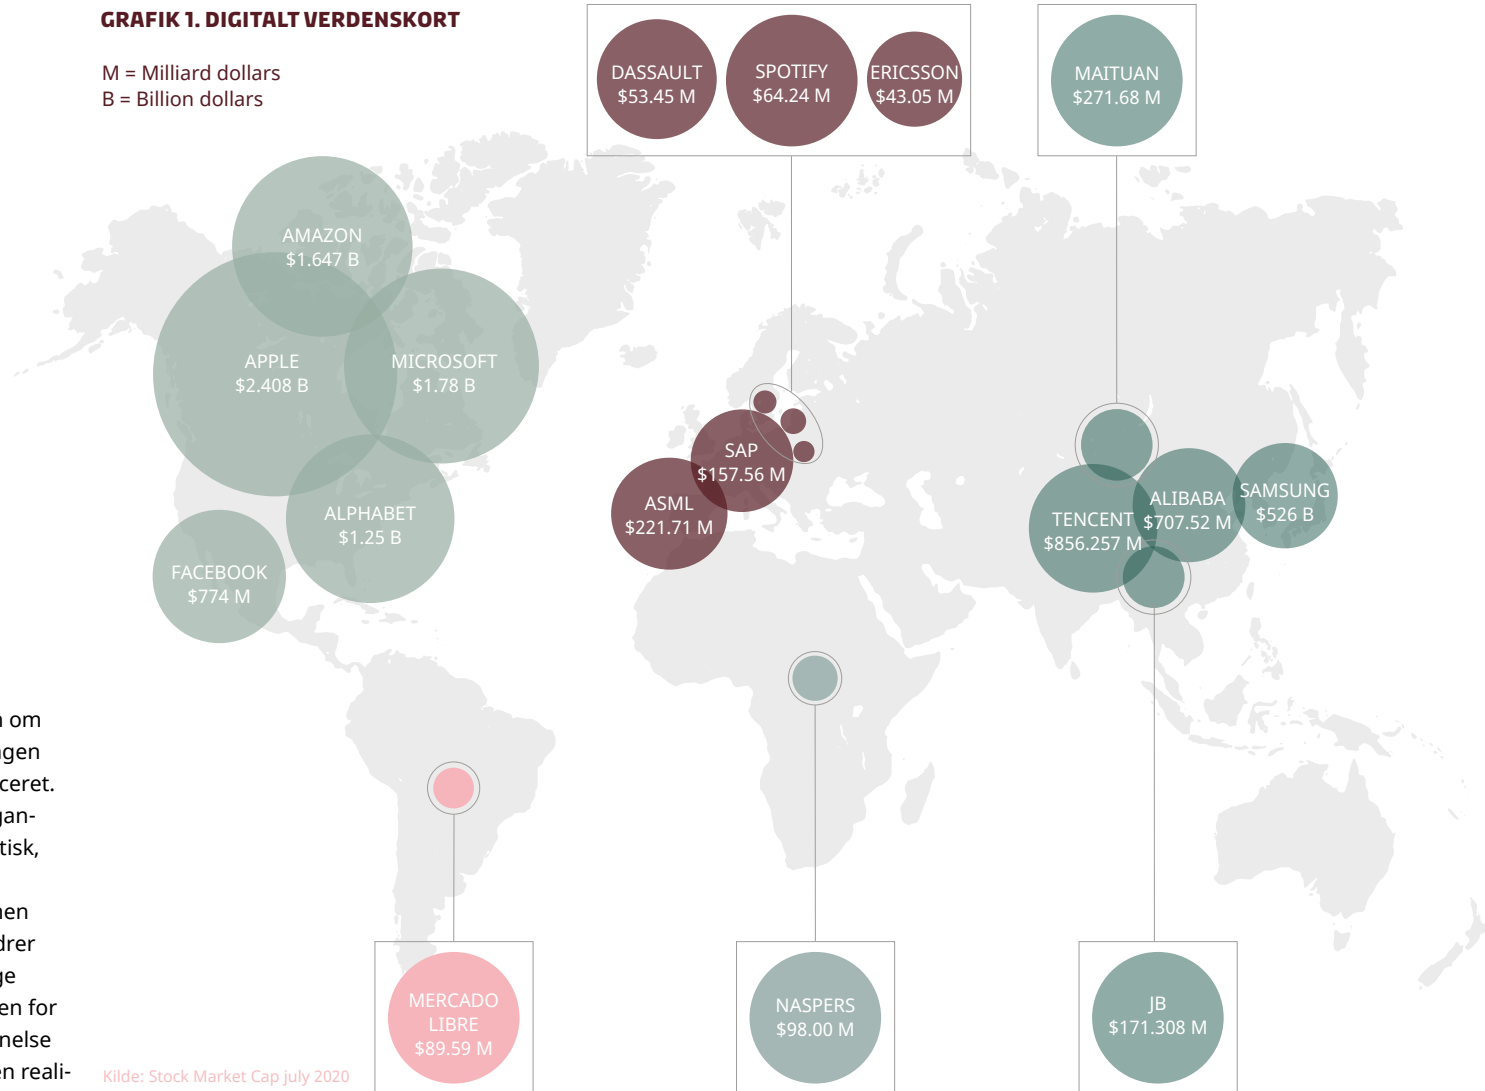 GRAFIK 1. DIGITALT VERDENSKORT
M = Milliard dollars
B = Billion dollars
DASSAULT
$53.45 M
SPOTIFY
$64.24 M
ERICSSON
$43.05 M
MAITUAN
$271.68 M
AMAZON
$1.647 B
APPLE
$2.408 B
MICROSOFT
$1.78 B
ALPHABET
$1.25 B
FACEBOOK
$774 M
SAP
$157.56 M
ASML
$221.71 M
TENCENT
$856.257 M
ALIBABA
$707.52 M
SAMSUNG
$526 B
om
gen
ceret.
gan-
tisk,
nen
drer
ge
en for
nelse
en reali-
MERCADO
LIBRE
$89.59 M
NASPERS
$98.00 M
JB
$171.308 M
Kilde: Stock Market Cap july 2020